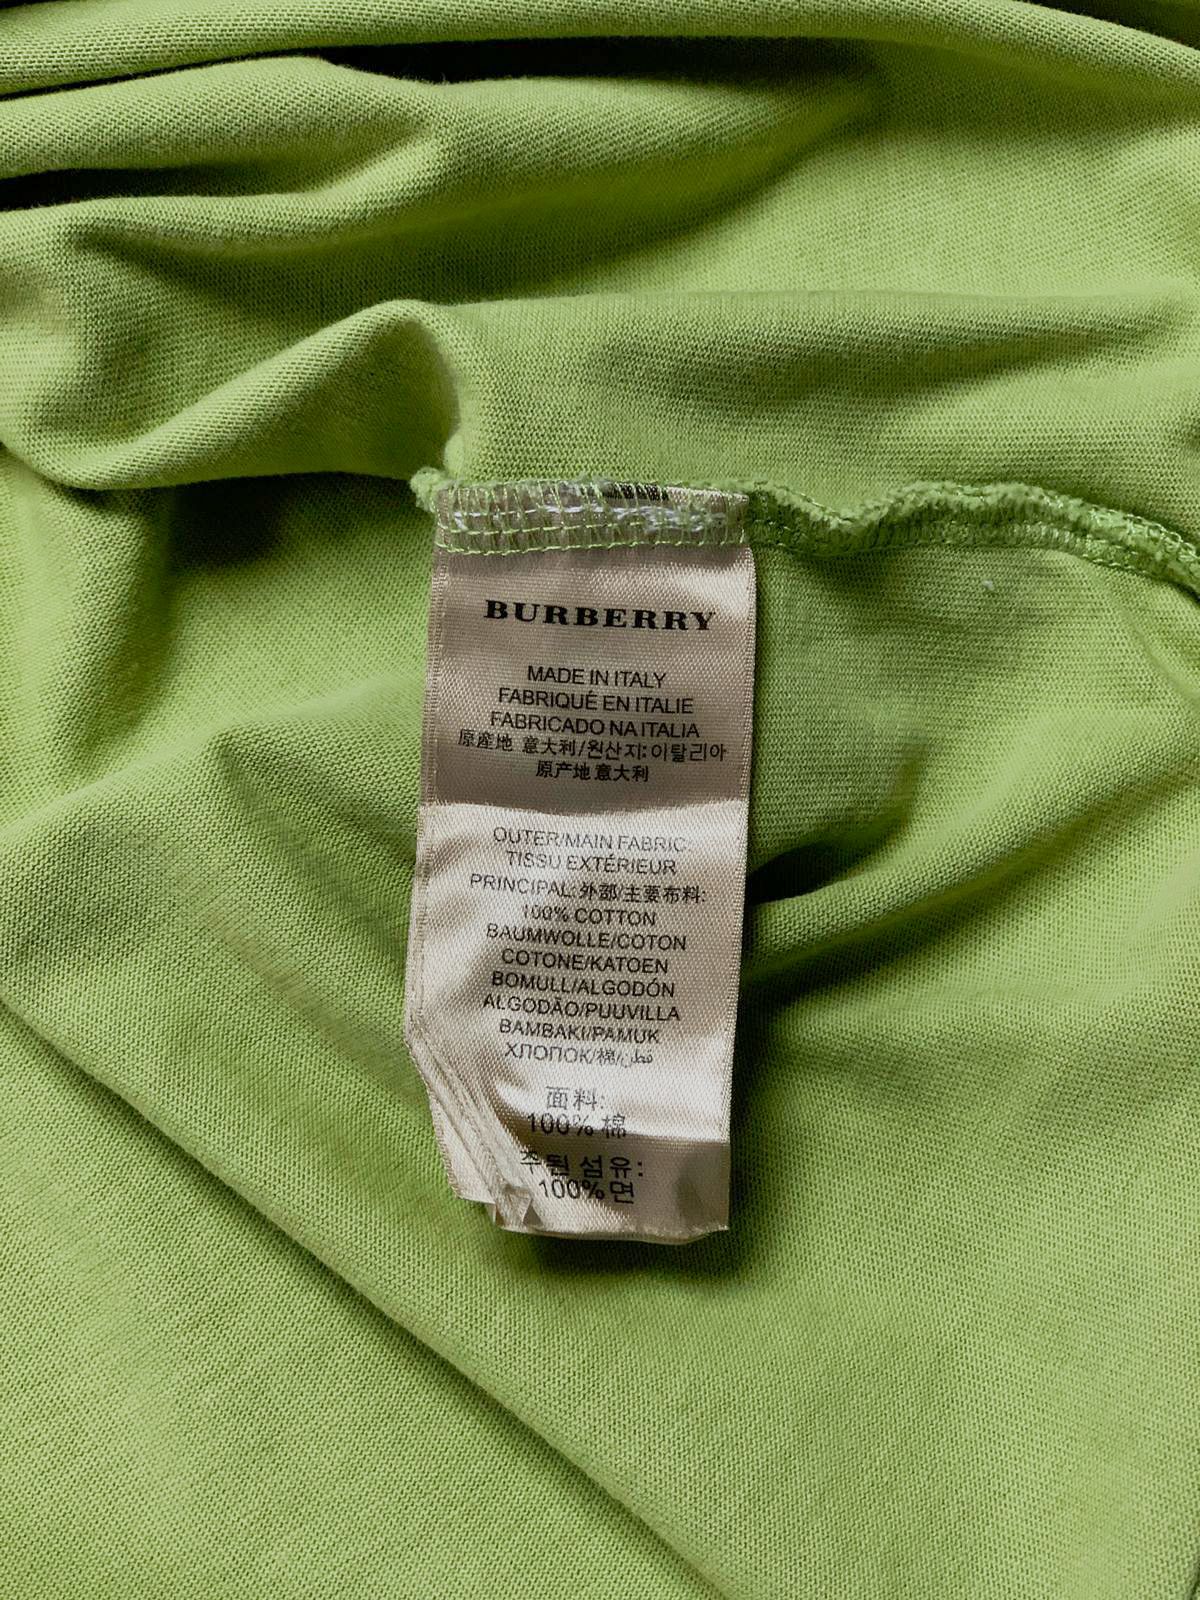 BURBERRY
MADE IN ITALY
FABRIQUÉ EN ITALIE
FABRICADO NA ITALIA
原産地 意大利/원산지: 이탈리아
原产地 意大利
OUTER/MAIN FABRIC:
TISSU EXTÉRIEUR
PRINCIPAL:外部/主要布料:
100% COTTON
BAUMWOLLE/COTON
COTONE/KATOEN
BOMULL/ALGODÓN
ALGODÃO/PUUVILLA
BAMBAKI/PAMUK
ХЛОПОК/棉/قطن
面料:
100% 棉
주된 섬유:
100% 면